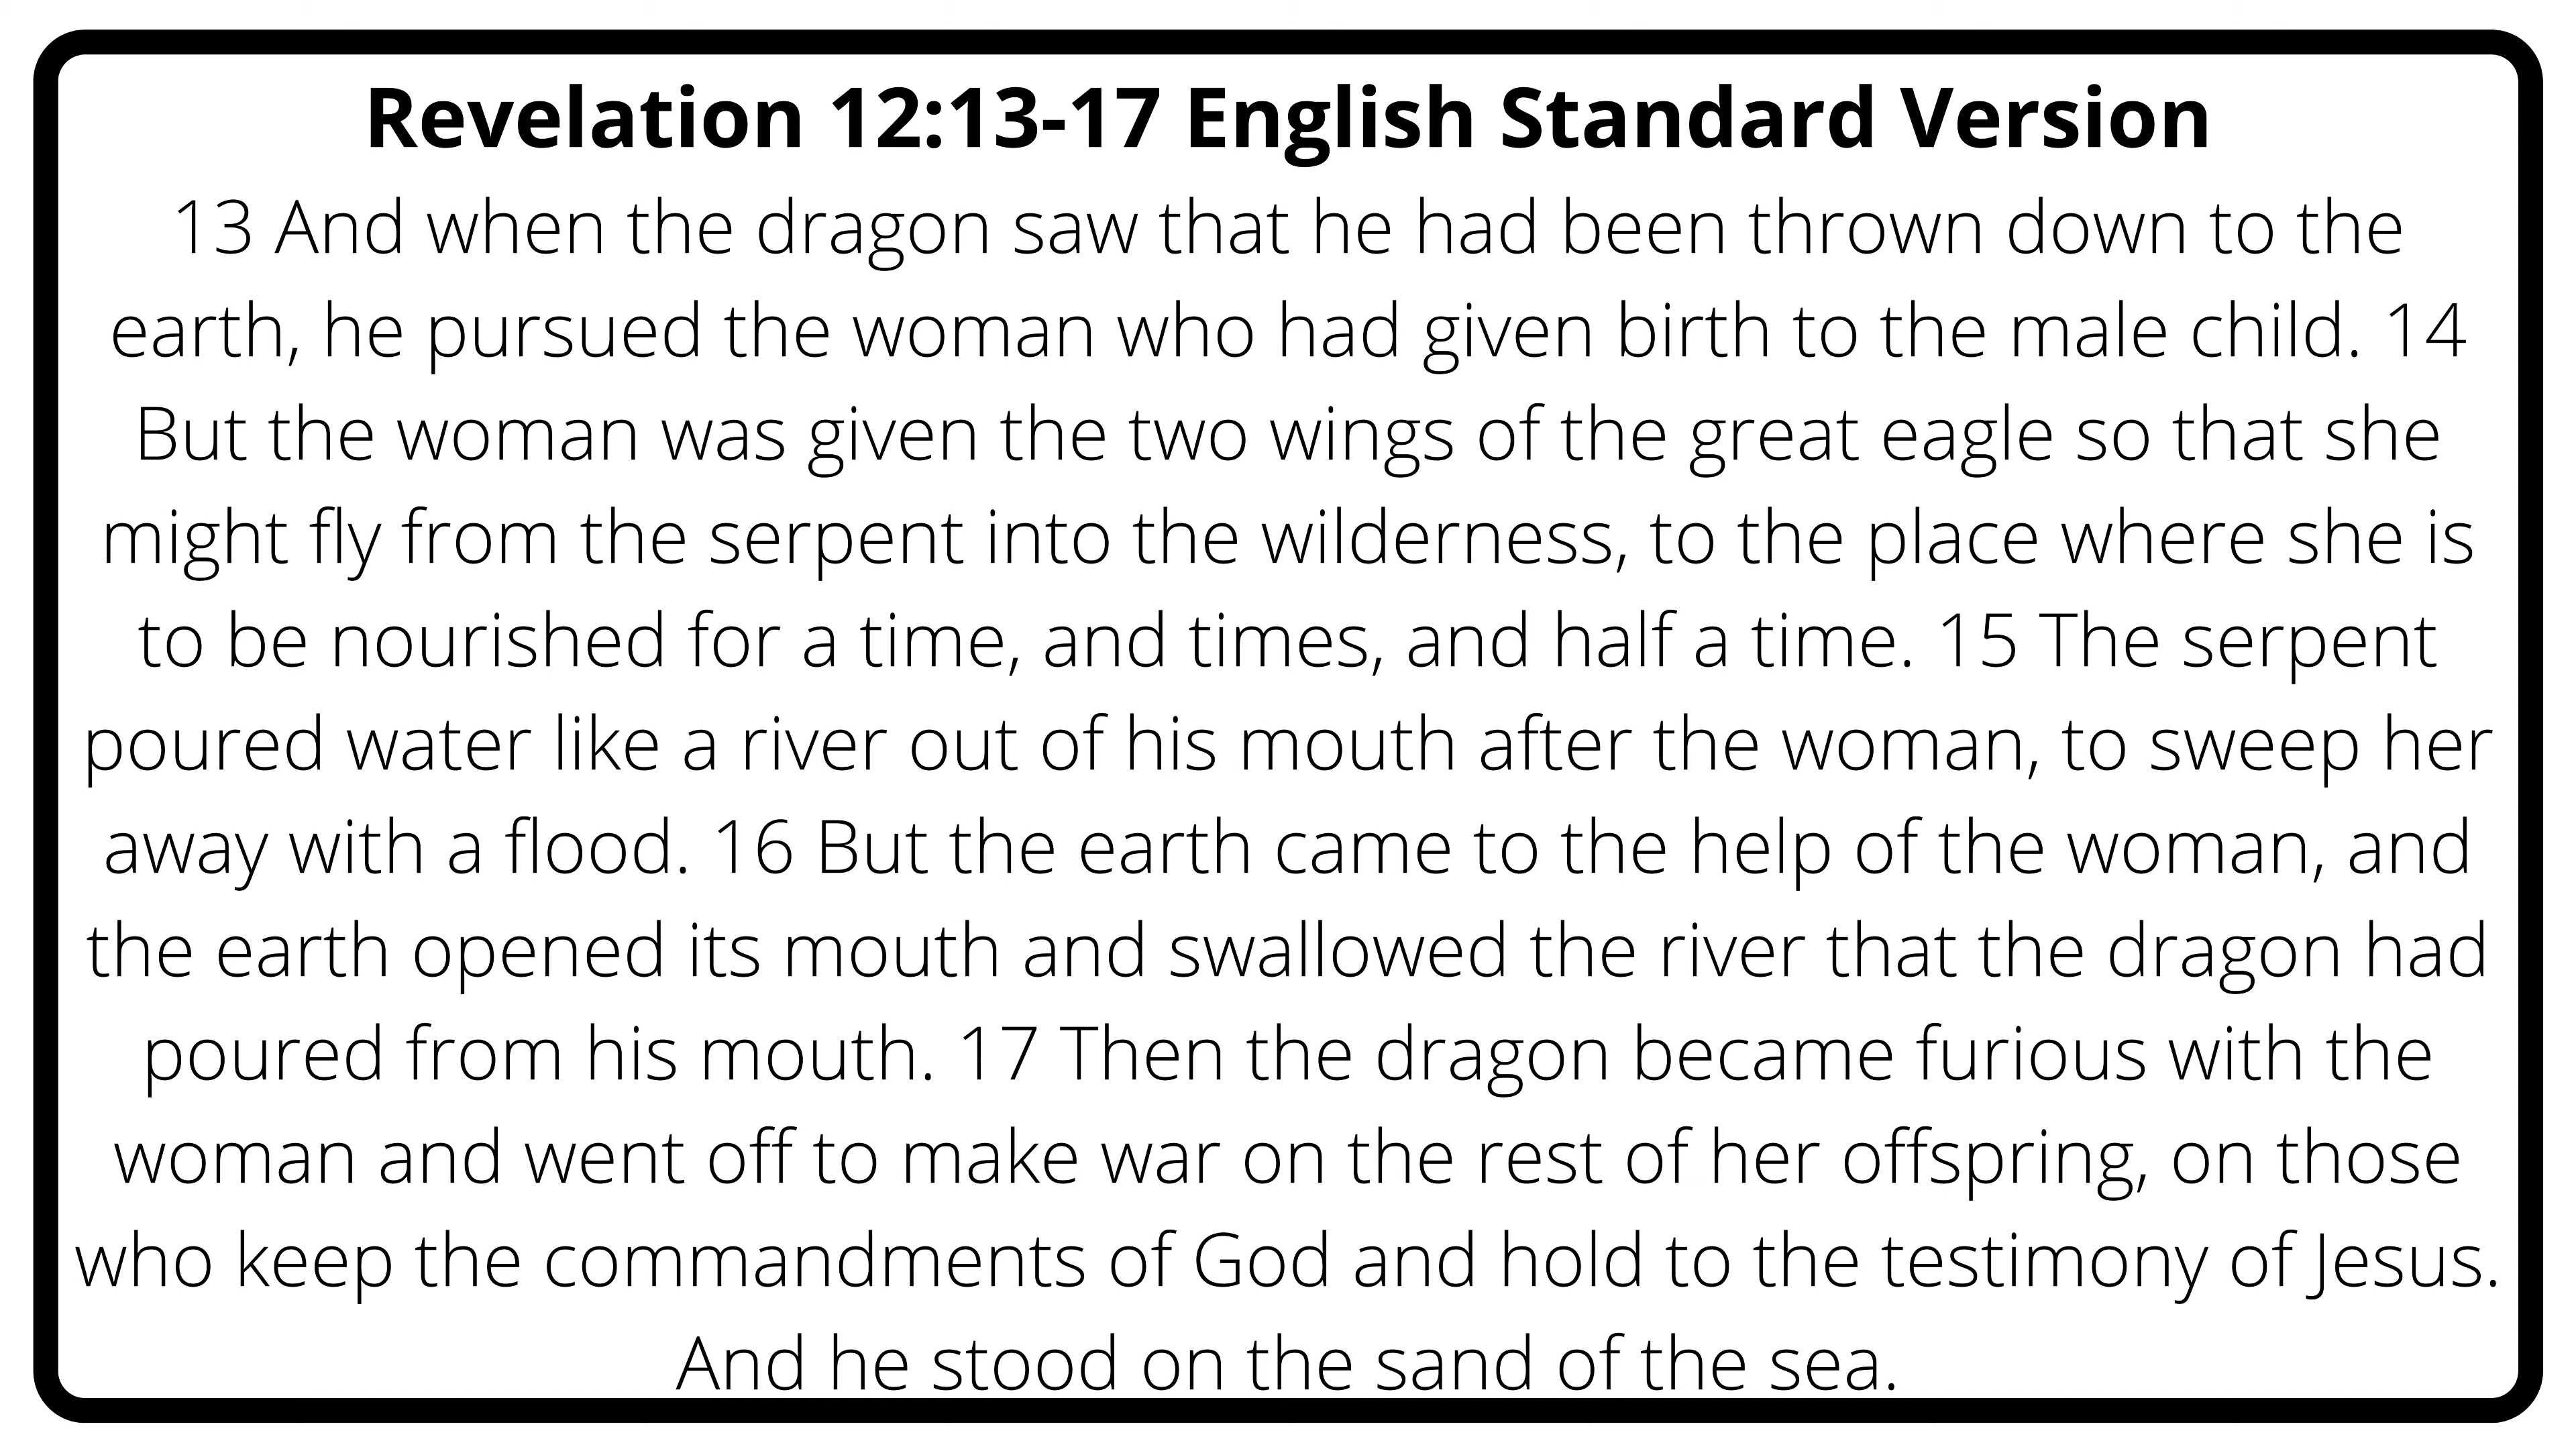 Revelation 12:13-17 English Standard Version
13 And when the dragon saw that he had been thrown down to the
earth, he pursued the woman who had given birth to the male child. 14
But the woman was given the two wings of the great eagle so that she
might fly from the serpent into the wilderness, to the place where she is
to be nourished for a time, and times, and half a time. 15 The serpent
poured water like a river out of his mouth after the woman, to sweep her
away with a flood. 16 But the earth came to the help of the woman, and
the earth opened its mouth and swallowed the river that the dragon had
poured from his mouth. 17 Then the dragon became furious with the
woman and went off to make war on the rest of her offspring, on those
who keep the commandments of God and hold to the testimony of Jesus.
And he stood on the sand of the sea.